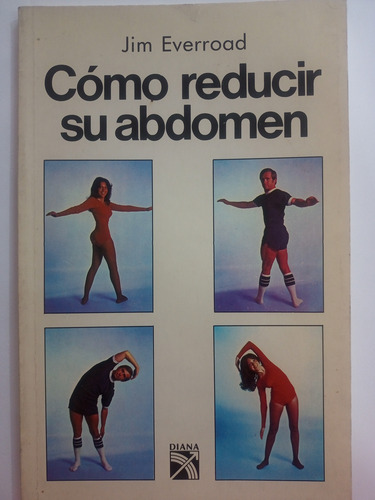 Jim Everroad
Cómo reducir
su abdomen
DIANA